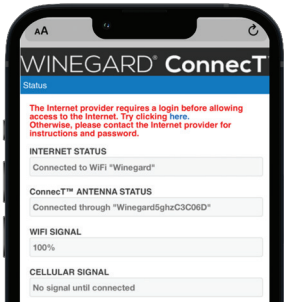 AA
WINEGARD® ConnecT
Status
The Internet provider requires a login before allowing
access to the Internet. Try clicking here.
Otherwise, please contact the Internet provider for
instructions and password.
INTERNET STATUS
Connected to WiFi "Winegard"
ConnecT™ ANTENNA STATUS
Connected through "Winegard5ghzC3C06D"
WIFI SIGNAL
100%
CELLULAR SIGNAL
No signal until connected